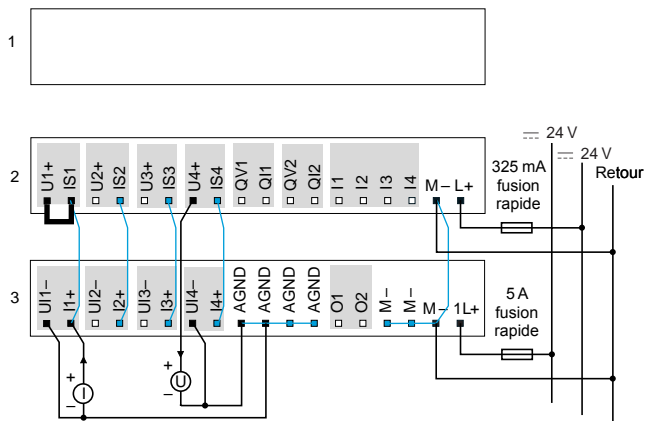 1
⎓ 24 V
⎓ 24 V
Retour
2
U1+ IS1 U2+ IS2 U3+ IS3 U4+ IS4 QV1 QI1 QV2 QI2 I1 I2 I3 I4 M– L+
325 mA
fusion
rapide
3
UI1– I1+ UI2– I2+ UI3– I3+ UI4– I4+ AGND AGND AGND AGND O1 O2 M– M– M– 1L+
5 A
fusion
rapide
+ I –
+ U –